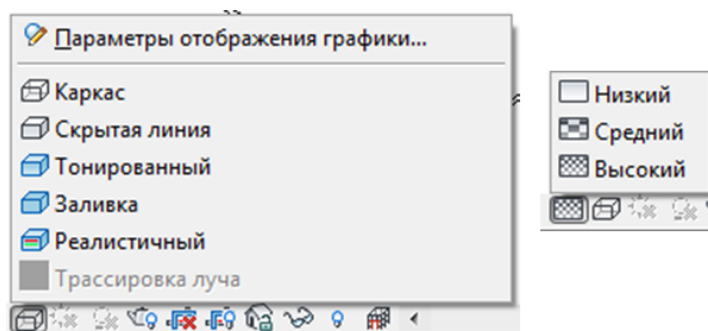 Параметры отображения графики...
Каркас
Скрытая линия
Тонированный
Заливка
Реалистичный
Трассировка луча
Низкий
Средний
Высокий